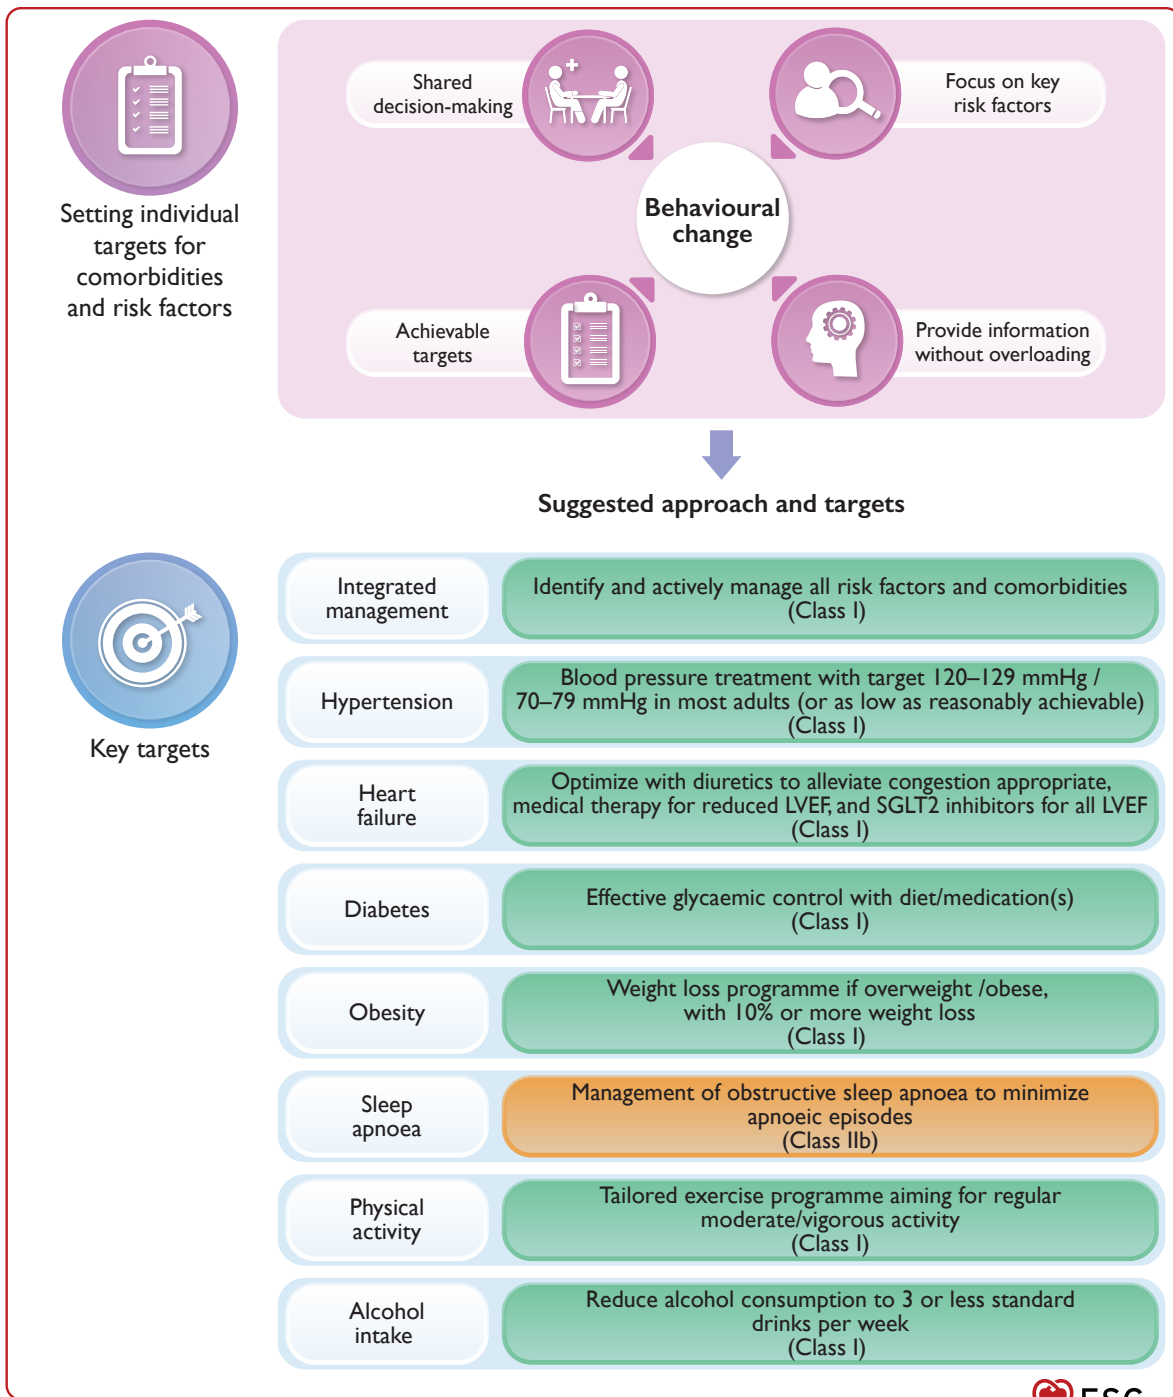 Shared
decision-making
Focus on key
risk factors
Setting individual
targets for
comorbidities
and risk factors
Behavioural
change
Achievable
targets
Provide information
without overloading
Suggested approach and targets
Key targets
Integrated
management
Identify and actively manage all risk factors and comorbidities
(Class I)
Hypertension
Blood pressure treatment with target 120–129 mmHg /
70–79 mmHg in most adults (or as low as reasonably achievable)
(Class I)
Heart
failure
Optimize with diuretics to alleviate congestion appropriate,
medical therapy for reduced LVEF, and SGLT2 inhibitors for all LVEF
(Class I)
Diabetes
Effective glycaemic control with diet/medication(s)
(Class I)
Obesity
Weight loss programme if overweight /obese,
with 10% or more weight loss
(Class I)
Sleep
apnoea
Management of obstructive sleep apnoea to minimize
apnoeic episodes
(Class IIb)
Physical
activity
Tailored exercise programme aiming for regular
moderate/vigorous activity
(Class I)
Alcohol
intake
Reduce alcohol consumption to 3 or less standard
drinks per week
(Class I)
ESC